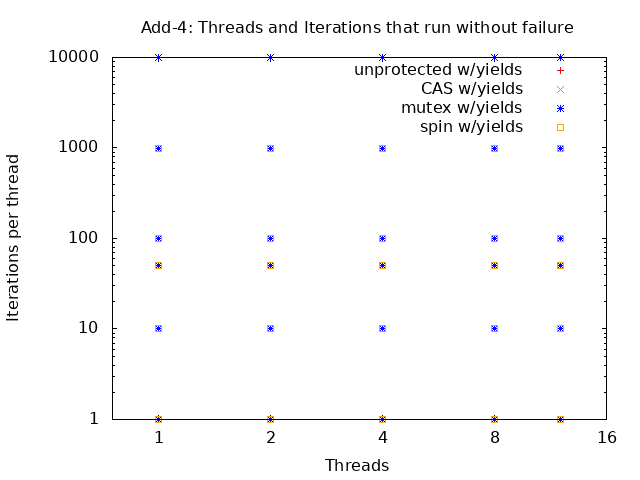 Add-4: Threads and Iterations that run without failure
10000
1000
100
10
1
Iterations per thread
unprotected w/yields
CAS w/yields
mutex w/yields
spin w/yields
1 2 4 8 16
Threads